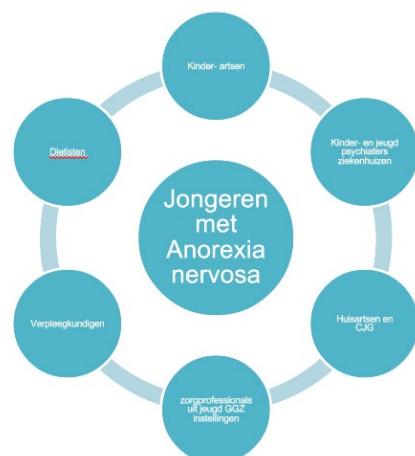 Kinder- artsen
Kinder- en jeugd
psychiaters
ziekenhuizen
Dietisten
Jongeren
met
Anorexia
nervosa
Verpleegkundigen
Huisartsen en
CJG
zorgprofessionals
uit jeugd GGZ
instellingen